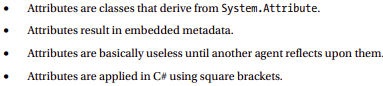 • Attributes are classes that derive from System.Attribute.
• Attributes result in embedded metadata.
• Attributes are basically useless until another agent reflects upon them.
• Attributes are applied in C# using square brackets.